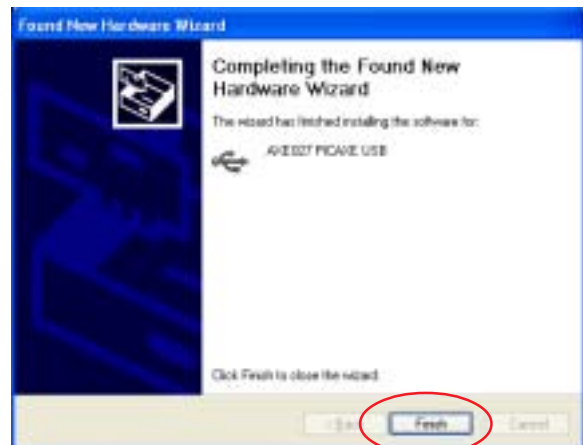 Found New Hardware Wizard
Completing the Found New
Hardware Wizard
The wizard has finished installing the software for:
AXE027 PICAXE USB
Click Finish to close the wizard.
< Back Finish Cancel